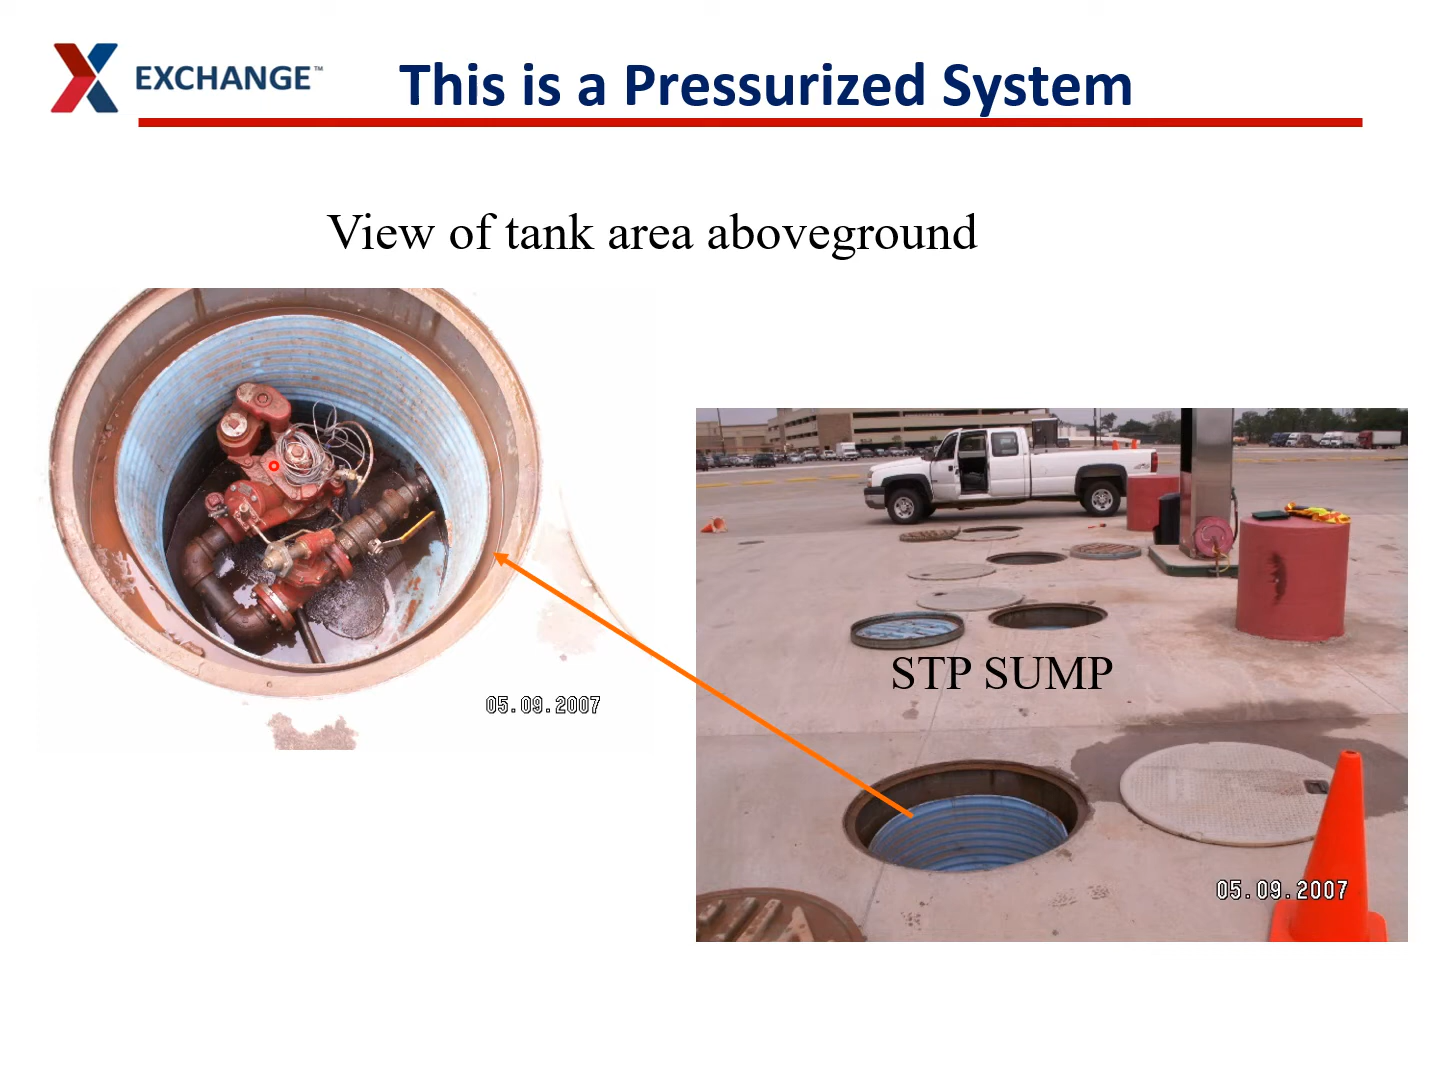 EXCHANGE™
This is a Pressurized System
View of tank area aboveground
05.09.2007
STP SUMP
05.09.2007